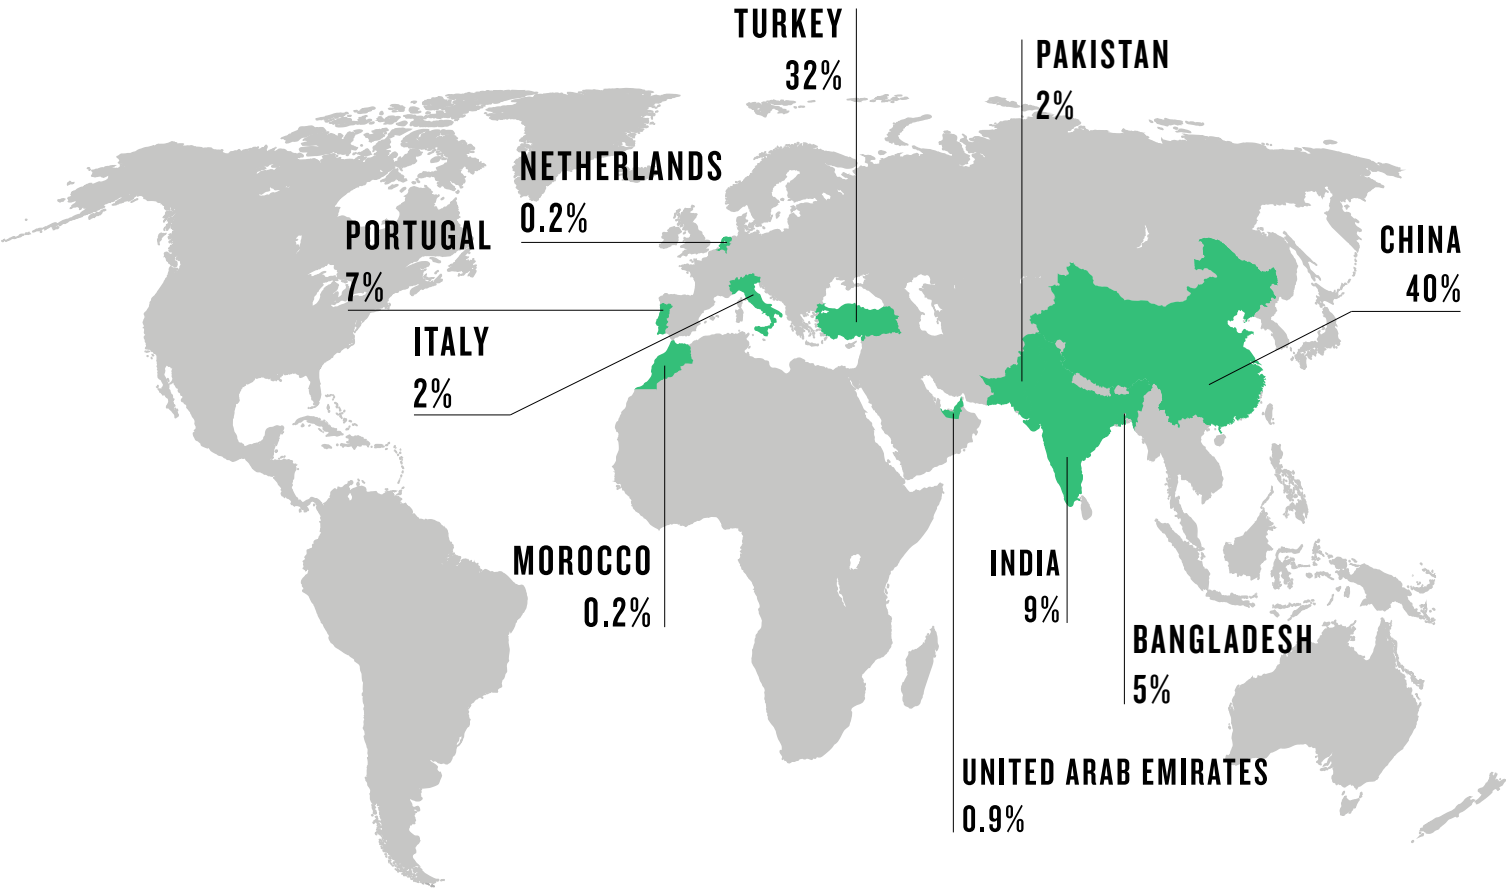 TURKEY
32%
PAKISTAN
2%
NETHERLANDS
0.2%
PORTUGAL
7%
CHINA
40%
ITALY
2%
MOROCCO
0.2%
INDIA
9%
BANGLADESH
5%
UNITED ARAB EMIRATES
0.9%